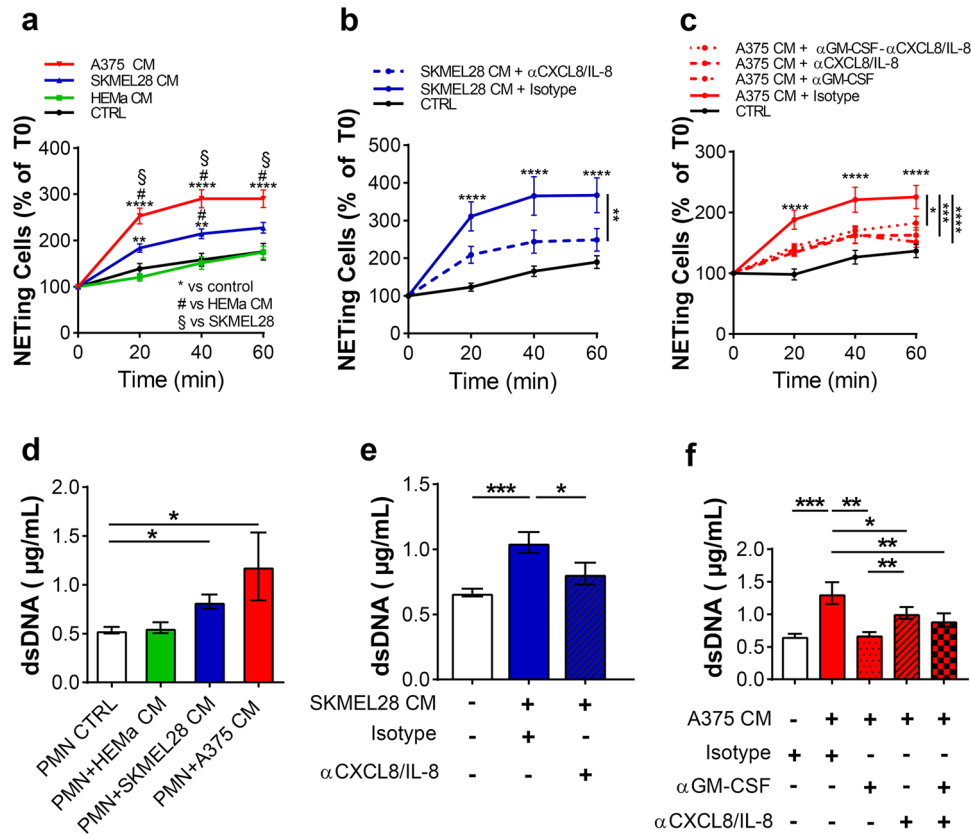 a
A375 CM
SKMEL28 CM
HEMa CM
CTRL
NETing Cells (% of T0)
400
300
200
100
0
§
#
****
§
#
****
§
#
****
**
#
**
* vs control
# vs HEMa CM
§ vs SKMEL28
0 20 40 60
Time (min)
b
SKMEL28 CM + αCXCL8/IL-8
SKMEL28 CM + Isotype
CTRL
NETing Cells (% of T0)
500
400
300
200
100
0
**** **** ****
**
0 20 40 60
Time (min)
c
A375 CM + αGM-CSF-αCXCL8/IL-8
A375 CM + αCXCL8/IL-8
A375 CM + αGM-CSF
A375 CM + Isotype
CTRL
NETing Cells (% of T0)
200
100
0
**** **** ****
*
***
****
0 20 40 60
Time (min)
d
dsDNA ( µg/mL)
2.0
1.5
1.0
0.5
0.0
*
*
PMN CTRL
PMN+HEMa CM
PMN+SKMEL28 CM
PMN+A375 CM
e
dsDNA ( µg/mL)
1.5
1.0
0.5
0.0
*** *
SKMEL28 CM - + +
Isotype - + -
αCXCL8/IL-8 - - +
f
dsDNA ( µg/mL)
2.0
1.5
1.0
0.5
0.0
*** **
*
**
**
A375 CM - + + + +
Isotype + + - - -
αGM-CSF - - + - +
αCXCL8/IL-8 - - - + +